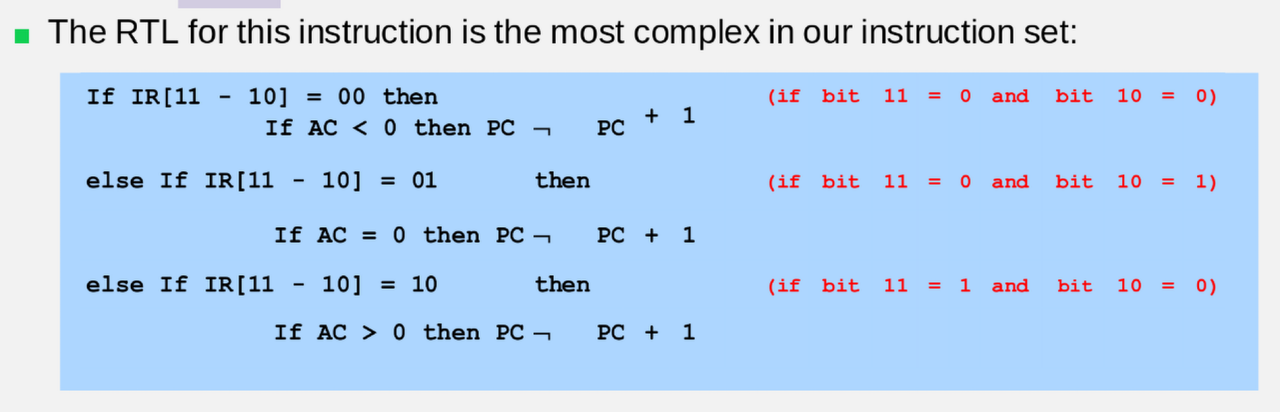 The RTL for this instruction is the most complex in our instruction set:
If IR[11 - 10] = 00 then (if bit 11 = 0 and bit 10 = 0)
If AC < 0 then PC ¬ PC + 1
else If IR[11 - 10] = 01 then (if bit 11 = 0 and bit 10 = 1)
If AC = 0 then PC ¬ PC + 1
else If IR[11 - 10] = 10 then (if bit 11 = 1 and bit 10 = 0)
If AC > 0 then PC ¬ PC + 1